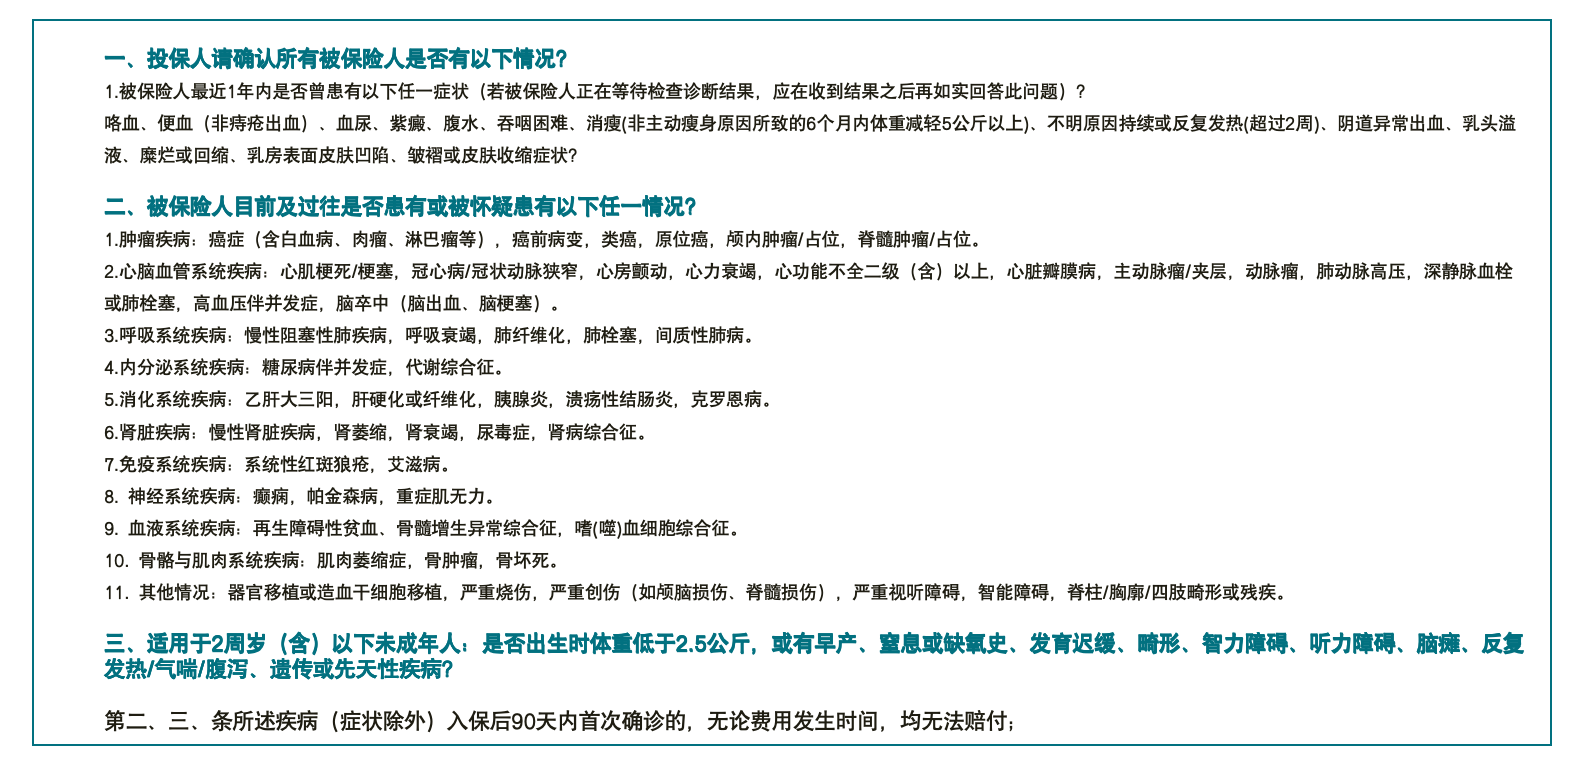 一、投保人请确认所有被保险人是否有以下情况?
1.被保险人最近1年内是否曾患有以下任一症状（若被保险人正在等待检查诊断结果，应在收到结果之后再如实回答此问题）?
咯血、便血（非痔疮出血）、血尿、紫癜、腹水、吞咽困难、消瘦(非主动瘦身原因所致的6个月内体重减轻5公斤以上)、不明原因持续或反复发热(超过2周)、阴道异常出血、乳头溢
液、糜烂或回缩、乳房表面皮肤凹陷、皱褶或皮肤收缩症状?
二、被保险人目前及过往是否患有或被怀疑患有以下任一情况?
1.肿瘤疾病：癌症（含白血病、肉瘤、淋巴瘤等），癌前病变，类癌，原位癌，颅内肿瘤/占位，脊髓肿瘤/占位。
2.心脑血管系统疾病：心肌梗死/梗塞，冠心病/冠状动脉狭窄，心房颤动，心力衰竭，心功能不全二级（含）以上，心脏瓣膜病，主动脉瘤/夹层，动脉瘤，肺动脉高压，深静脉血栓
或肺栓塞，高血压伴并发症，脑卒中（脑出血、脑梗塞）。
3.呼吸系统疾病：慢性阻塞性肺疾病，呼吸衰竭，肺纤维化，肺栓塞，间质性肺病。
4.内分泌系统疾病：糖尿病伴并发症，代谢综合征。
5.消化系统疾病：乙肝大三阳，肝硬化或纤维化，胰腺炎，溃疡性结肠炎，克罗恩病。
6.肾脏疾病：慢性肾脏疾病，肾萎缩，肾衰竭，尿毒症，肾病综合征。
7.免疫系统疾病：系统性红斑狼疮，艾滋病。
8. 神经系统疾病：癫痫，帕金森病，重症肌无力。
9. 血液系统疾病：再生障碍性贫血、骨髓增生异常综合征，嗜(噬)血细胞综合征。
10. 骨骼与肌肉系统疾病：肌肉萎缩症，骨肿瘤，骨坏死。
11. 其他情况：器官移植或造血干细胞移植，严重烧伤，严重创伤（如颅脑损伤、脊髓损伤），严重视听障碍，智能障碍，脊柱/胸廓/四肢畸形或残疾。
三、适用于2周岁（含）以下未成年人：是否出生时体重低于2.5公斤，或有早产、窒息或缺氧史、发育迟缓、畸形、智力障碍、听力障碍、脑瘫、反复
发热/气喘/腹泻、遗传或先天性疾病?
第二、三、条所述疾病（症状除外）入保后90天内首次确诊的，无论费用发生时间，均无法赔付；